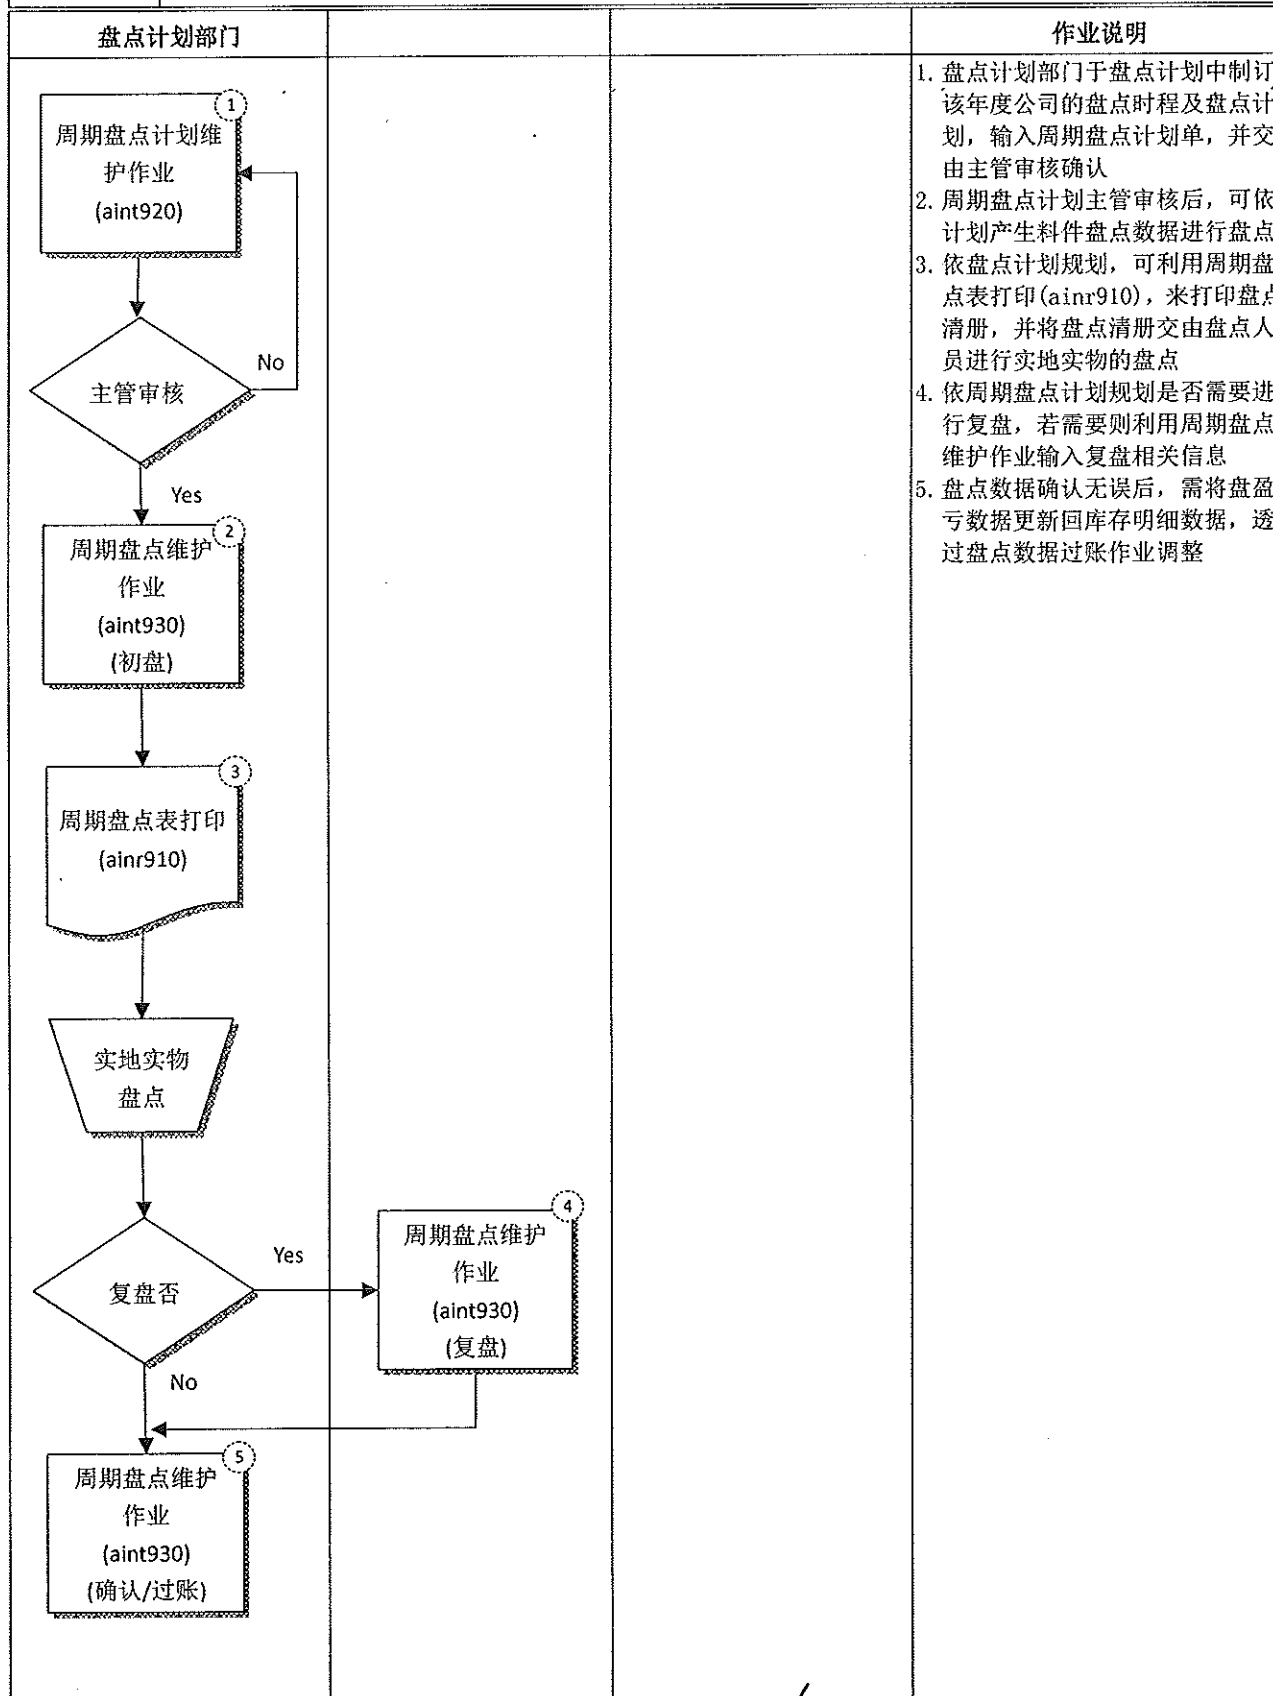 盘点计划部门
作业说明
1
周期盘点计划维
护作业
(aint920)
主管审核
No
Yes
2
周期盘点维护
作业
(aint930)
(初盘)
3
周期盘点表打印
(ainr910)
实地实物
盘点
复盘否
Yes
No
4
周期盘点维护
作业
(aint930)
(复盘)
5
周期盘点维护
作业
(aint930)
(确认/过账)
1. 盘点计划部门于盘点计划中制订
该年度公司的盘点时程及盘点计
划，输入周期盘点计划单，并交
由主管审核确认
2. 周期盘点计划主管审核后，可依
计划产生料件盘点数据进行盘点
3. 依盘点计划规划，可利用周期盘
点表打印(ainr910)，来打印盘点
清册，并将盘点清册交由盘点人
员进行实地实物的盘点
4. 依周期盘点计划规划是否需要进
行复盘，若需要则利用周期盘点
维护作业输入复盘相关信息
5. 盘点数据确认无误后，需将盘盈
亏数据更新回库存明细数据，透
过盘点数据过账作业调整